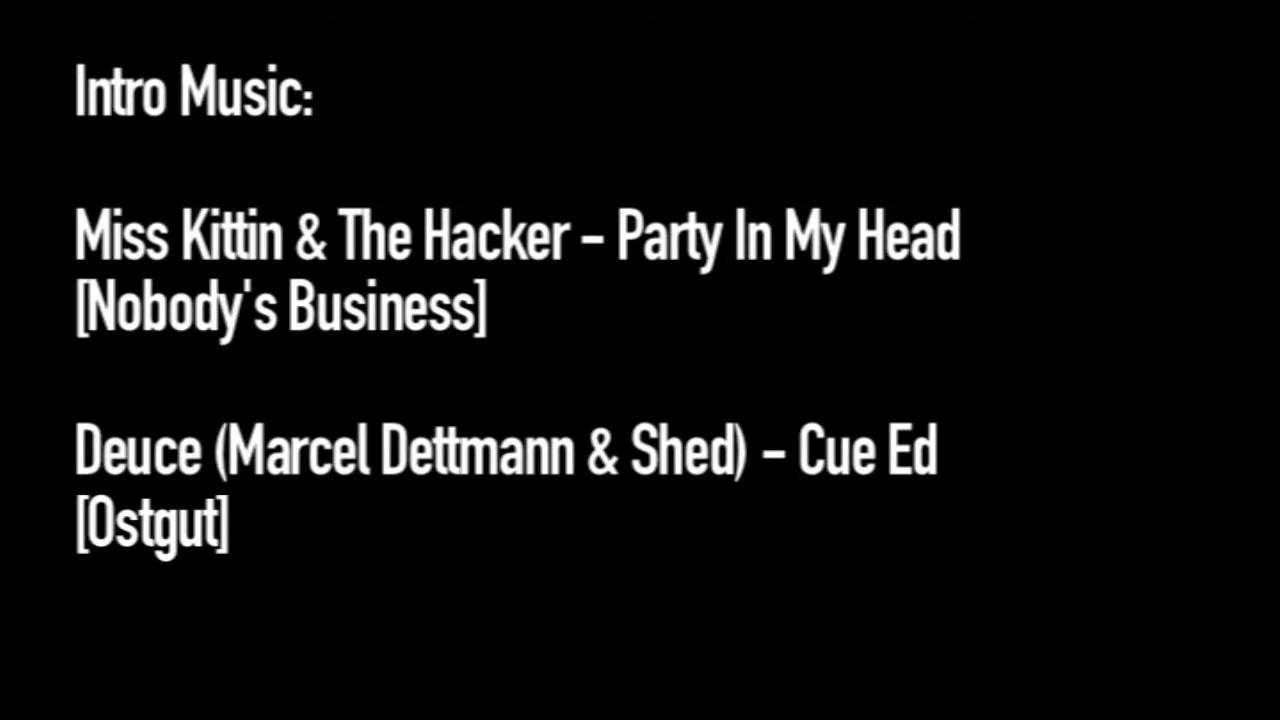 Intro Music:
Miss Kittin & The Hacker - Party In My Head
[Nobody's Business]
Deuce (Marcel Dettmann & Shed) - Cue Ed
[Ostgut]